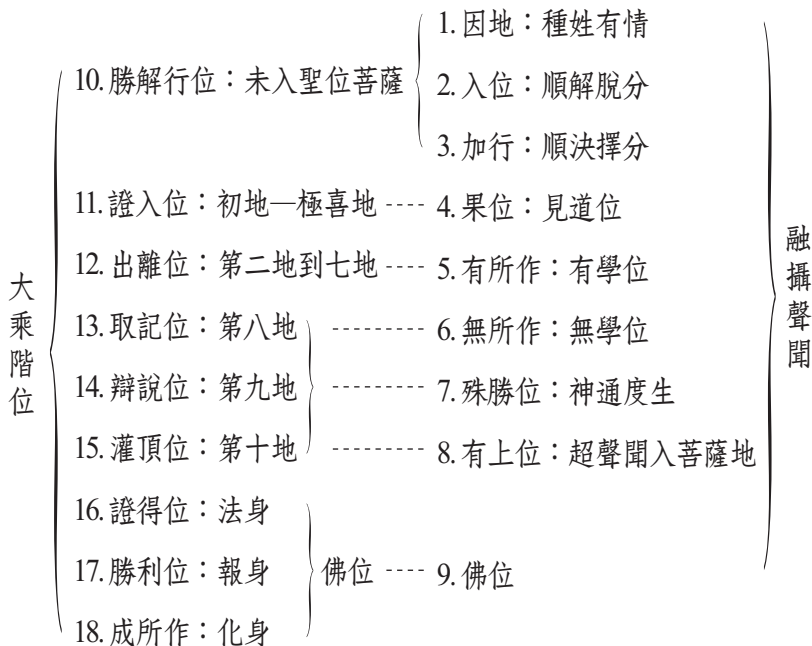 大乘階位
10.勝解行位：未入聖位菩薩
1.因地：種姓有情
2.入位：順解脫分
3.加行：順決擇分
11.證入位：初地—極喜地 ---- 4.果位：見道位
12.出離位：第二地到七地 ---- 5.有所作：有學位
13.取記位：第八地 --------- 6.無所作：無學位
14.辯說位：第九地 --------- 7.殊勝位：神通度生
15.灌頂位：第十地 --------- 8.有上位：超聲聞入菩薩地
16.證得位：法身
17.勝利位：報身
18.成所作：化身
佛位 ---- 9.佛位
融攝聲聞